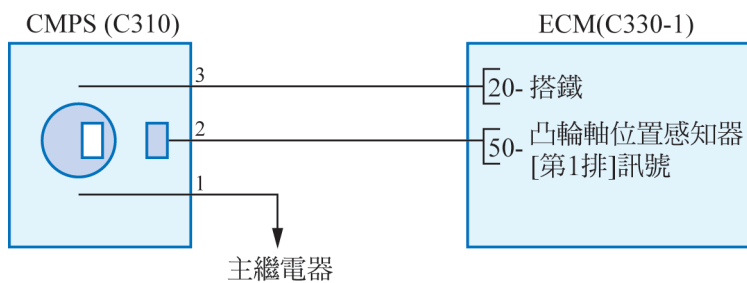 CMPS (C310)
ECM(C330-1)
3
20- 搭鐵
2
50- 凸輪軸位置感知器
[第1排]訊號
1
主繼電器